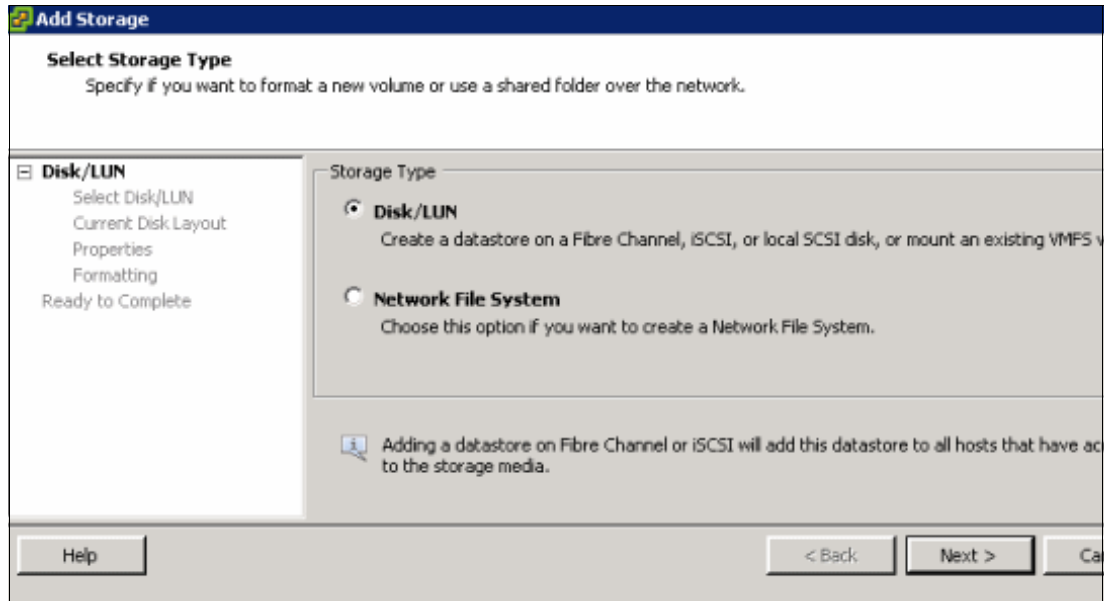 Add Storage
Select Storage Type
Specify if you want to format a new volume or use a shared folder over the network.
Disk/LUN
Select Disk/LUN
Current Disk Layout
Properties
Formatting
Ready to Complete
Storage Type
Disk/LUN
Create a datastore on a Fibre Channel, iSCSI, or local SCSI disk, or mount an existing VMFS
Network File System
Choose this option if you want to create a Network File System.
Adding a datastore on Fibre Channel or iSCSI will add this datastore to all hosts that have
to the storage media.
Help
< Back
Next >